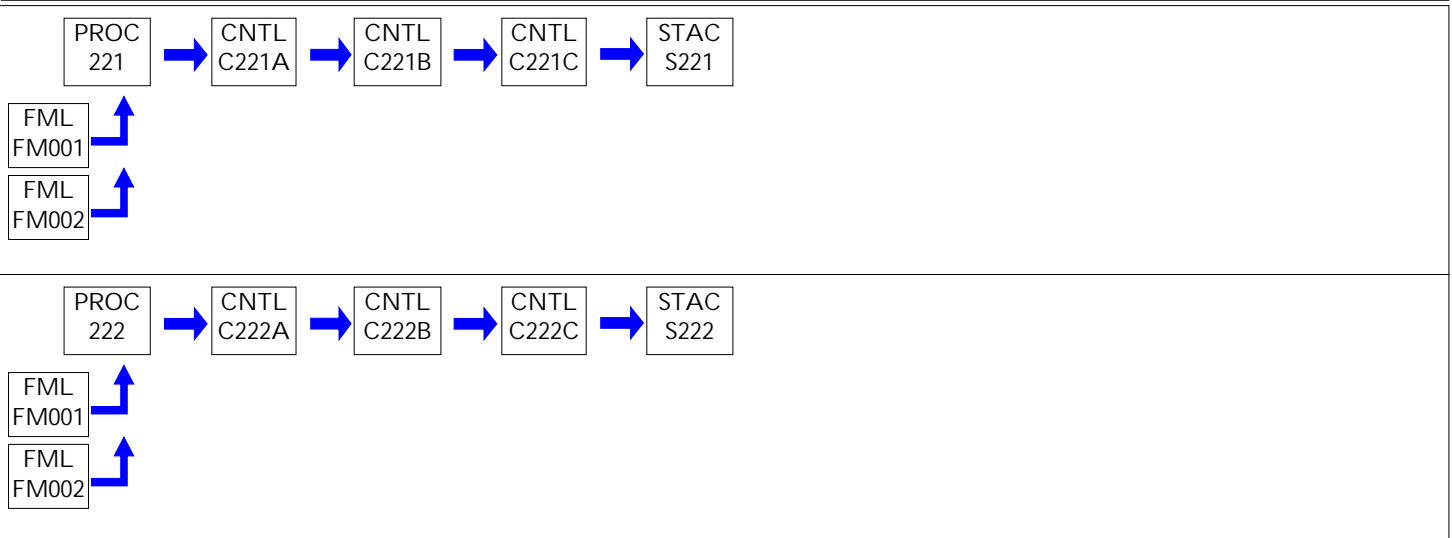 PROC
221
CNTL
C221A
CNTL
C221B
CNTL
C221C
STAC
S221
FML
FM001
FML
FM002
PROC
222
CNTL
C222A
CNTL
C222B
CNTL
C222C
STAC
S222
FML
FM001
FML
FM002